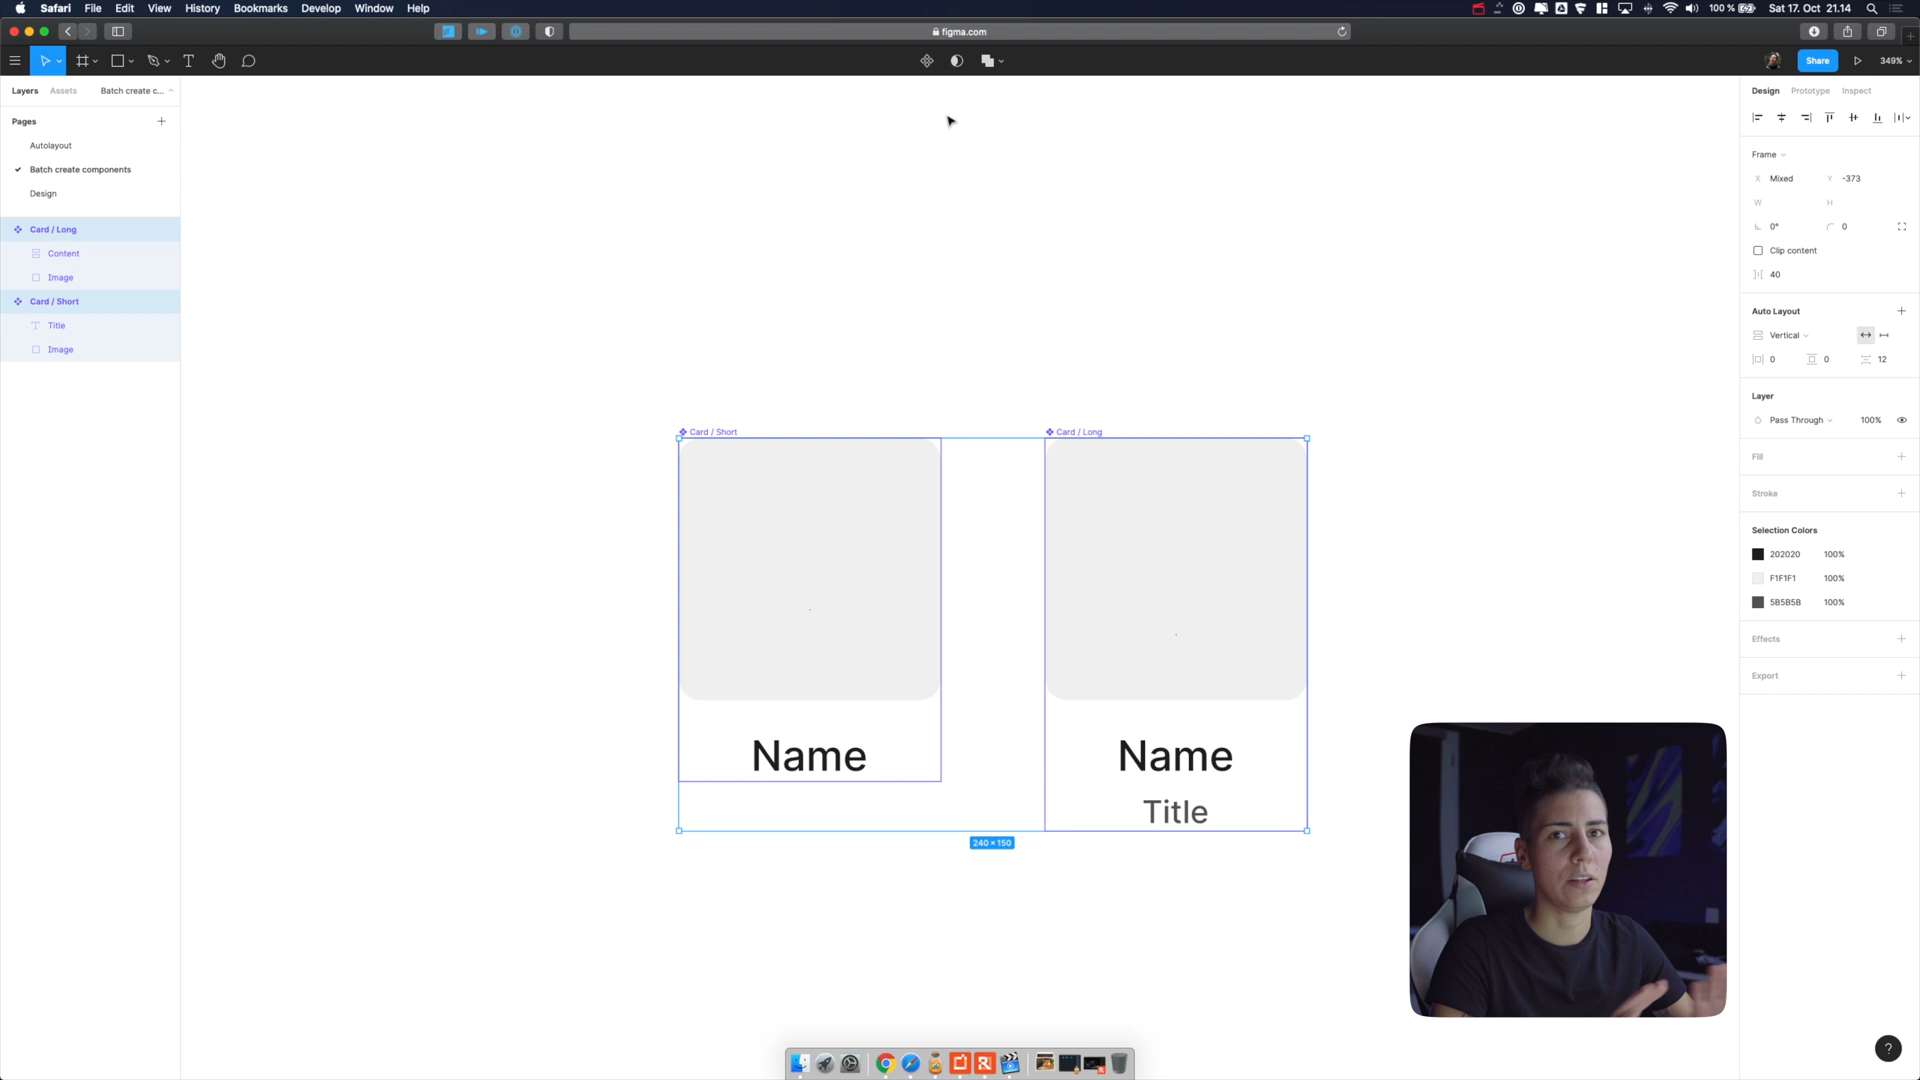 Safari File Edit View History Bookmarks Develop Window Help 100 % Sat 17. Oct 21.14
figma.com
Share 349%
Layers Assets Batch create c...
Pages
Autolayout
Batch create components
Design
Card / Long
Content
Image
Card / Short
Title
Image
Card / Short
Card / Long
Name
Name
Title
240 × 150
Design Prototype Inspect
Frame
X Mixed Y -373
W H
0° 0
Clip content
40
Auto Layout
Vertical
0 0 12
Layer
Pass Through 100%
Fill
Stroke
Selection Colors
202020 100%
F1F1F1 100%
5B5B5B 100%
Effects
Export
?